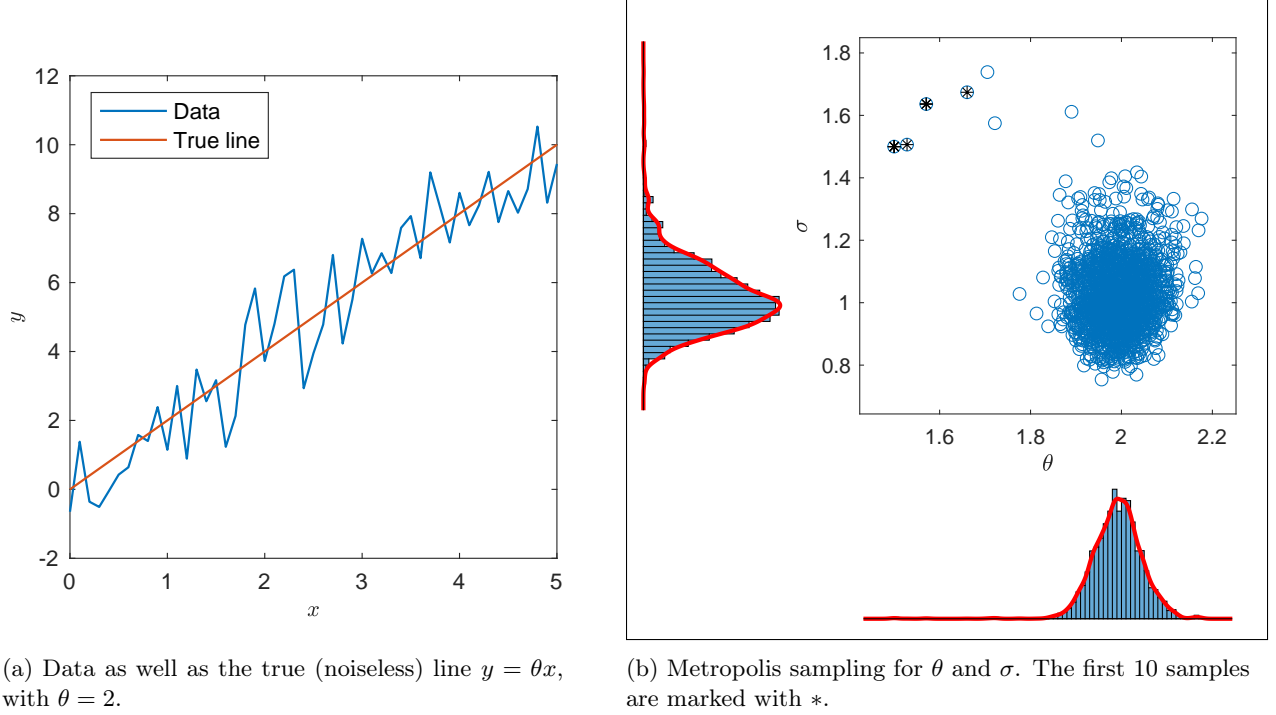 12
10
8
6
4
2
0
-2
y
Data
True line
0 1 2 3 4 5
x
1.8
1.6
1.4
1.2
1
0.8
σ
1.6 1.8 2 2.2
θ
(a) Data as well as the true (noiseless) line y = θx,
with θ = 2.
(b) Metropolis sampling for θ and σ. The first 10 samples
are marked with ∗.